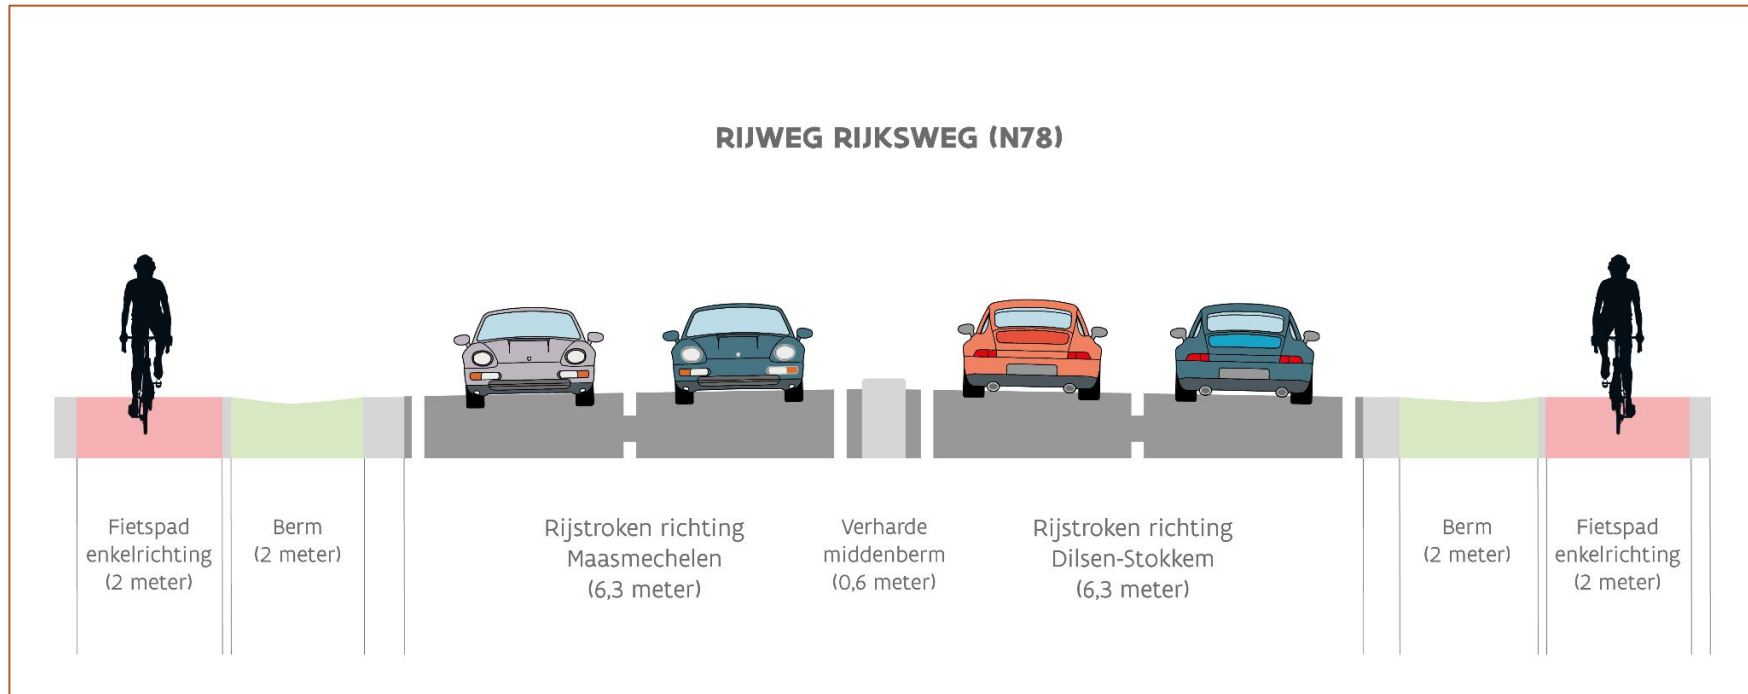 RIJWEG RIJKSWEG (N78)
Fietspad
enkelrichting
(2 meter)
Berm
(2 meter)
Rijstroken richting
Maasmechelen
(6,3 meter)
Verharde
middenberm
(0,6 meter)
Rijstroken richting
Dilsen-Stokkem
(6,3 meter)
Berm
(2 meter)
Fietspad
enkelrichting
(2 meter)